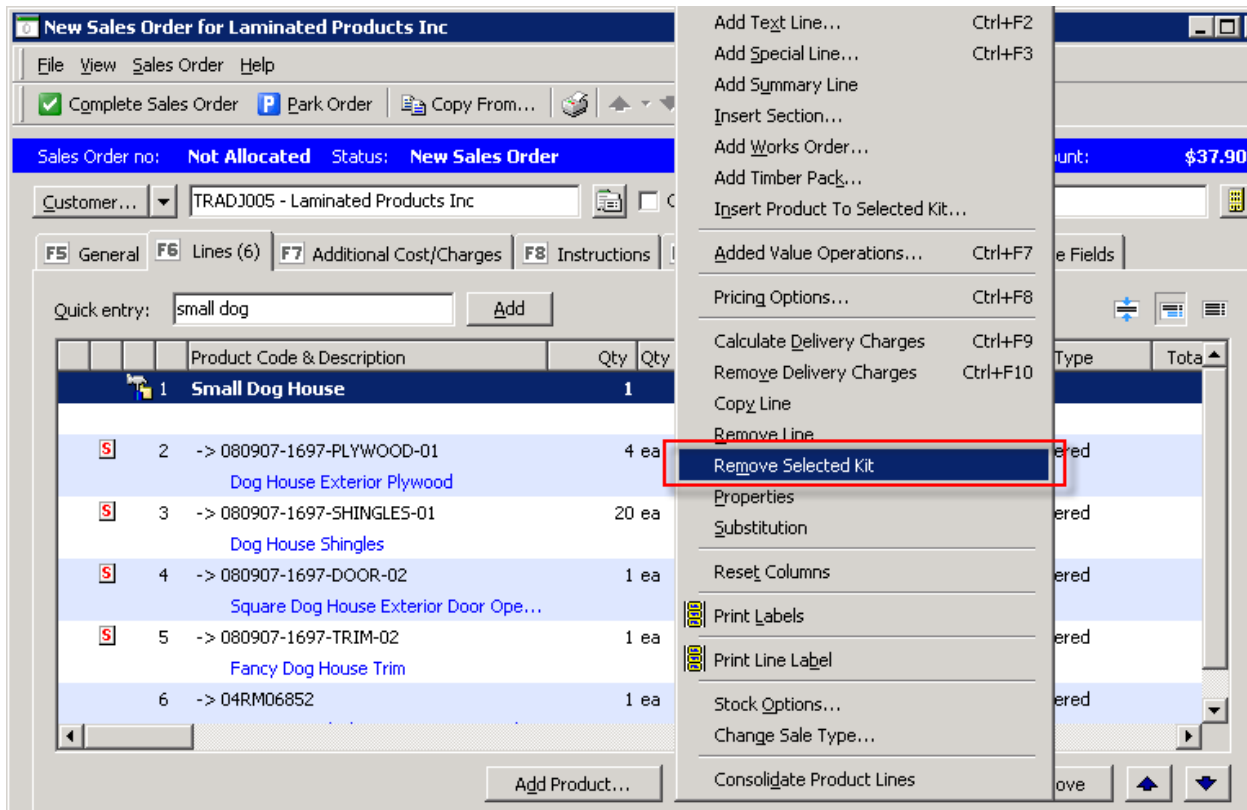 New Sales Order for Laminated Products Inc
File View Sales Order Help
Complete Sales Order Park Order Copy From...
Sales Order no: Not Allocated Status: New Sales Order $37.90
Customer... TRADJ005 - Laminated Products Inc
F5 General F6 Lines (6) F7 Additional Cost/Charges F8 Instructions Fields
Quick entry: small dog Add
Product Code & Description Qty Qty Type
1 Small Dog House 1
S 2 -> 080907-1697-PLYWOOD-01 4 ea
Dog House Exterior Plywood
S 3 -> 080907-1697-SHINGLES-01 20 ea
Dog House Shingles
S 4 -> 080907-1697-DOOR-02 1 ea
Square Dog House Exterior Door Ope...
S 5 -> 080907-1697-TRIM-02 1 ea
Fancy Dog House Trim
6 -> 04RM06852 1 ea
Add Product...
Add Text Line... Ctrl+F2
Add Special Line... Ctrl+F3
Add Summary Line
Insert Section...
Add Works Order...
Add Timber Pack...
Insert Product To Selected Kit...
Added Value Operations... Ctrl+F7
Pricing Options... Ctrl+F8
Calculate Delivery Charges Ctrl+F9
Remove Delivery Charges Ctrl+F10
Copy Line
Remove Line
Remove Selected Kit
Properties
Substitution
Reset Columns
Print Labels
Print Line Label
Stock Options...
Change Sale Type...
Consolidate Product Lines